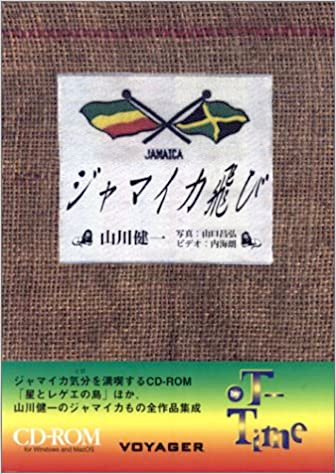 JAMAICA
ジャマイカ飛び
山川健一
写真:山口昌弘
ビデオ:内海朗
ジャマイカ気分を満喫するCD-ROM
「星とレゲエの島」ほか、
山川健一のジャマイカもの全作品集成
CD-ROM
for Windows and MacOS
VOYAGER
T-
Time